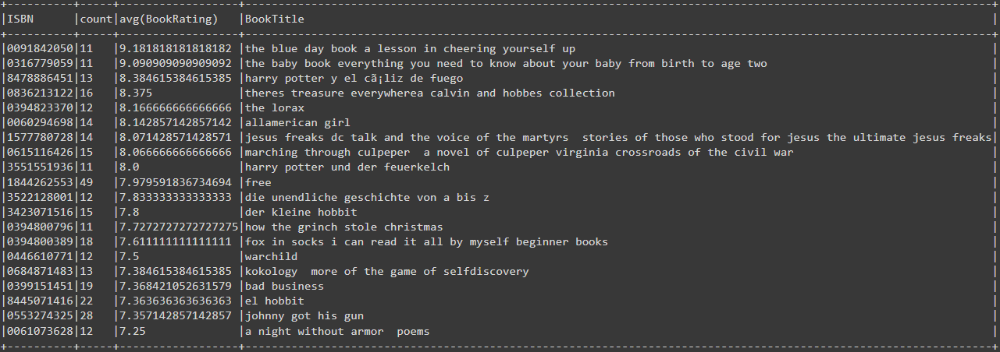 +----------+-----+------------------+------------------------------------------------------------------------------------------------------------------+
|ISBN      |count|avg(BookRating)   |BookTitle                                                                                                         |
+----------+-----+------------------+------------------------------------------------------------------------------------------------------------------+
|0091842050|11   |9.181818181818182 |the blue day book a lesson in cheering yourself up                                                                |
|0316779059|11   |9.090909090909092 |the baby book everything you need to know about your baby from birth to age two                                   |
|8478886451|13   |8.384615384615385 |harry potter y el cã¡liz de fuego                                                                                 |
|0836213122|16   |8.375             |theres treasure everywherea calvin and hobbes collection                                                          |
|0394823370|12   |8.166666666666666 |the lorax                                                                                                         |
|0060294698|14   |8.142857142857142 |allamerican girl                                                                                                  |
|1577780728|14   |8.071428571428571 |jesus freaks dc talk and the voice of the martyrs  stories of those who stood for jesus the ultimate jesus freaks|
|0615116426|15   |8.066666666666666 |marching through culpeper  a novel of culpeper virginia crossroads of the civil war                               |
|3551551936|11   |8.0               |harry potter und der feuerkelch                                                                                   |
|1844262553|49   |7.979591836734694 |free                                                                                                              |
|3522128001|12   |7.833333333333333 |die unendliche geschichte von a bis z                                                                             |
|3423071516|15   |7.8               |der kleine hobbit                                                                                                 |
|0394800796|11   |7.7272727272727275|how the grinch stole christmas                                                                                    |
|0394800389|18   |7.611111111111111 |fox in socks i can read it all by myself beginner books                                                           |
|0446610771|12   |7.5               |warchild                                                                                                          |
|0684871483|13   |7.384615384615385 |kokology  more of the game of selfdiscovery                                                                       |
|0399151451|19   |7.368421052631579 |bad business                                                                                                      |
|8445071416|22   |7.363636363636363 |el hobbit                                                                                                         |
|0553274325|28   |7.357142857142857 |johnny got his gun                                                                                                |
|0061073628|12   |7.25              |a night without armor  poems                                                                                      |
+----------+-----+------------------+------------------------------------------------------------------------------------------------------------------+